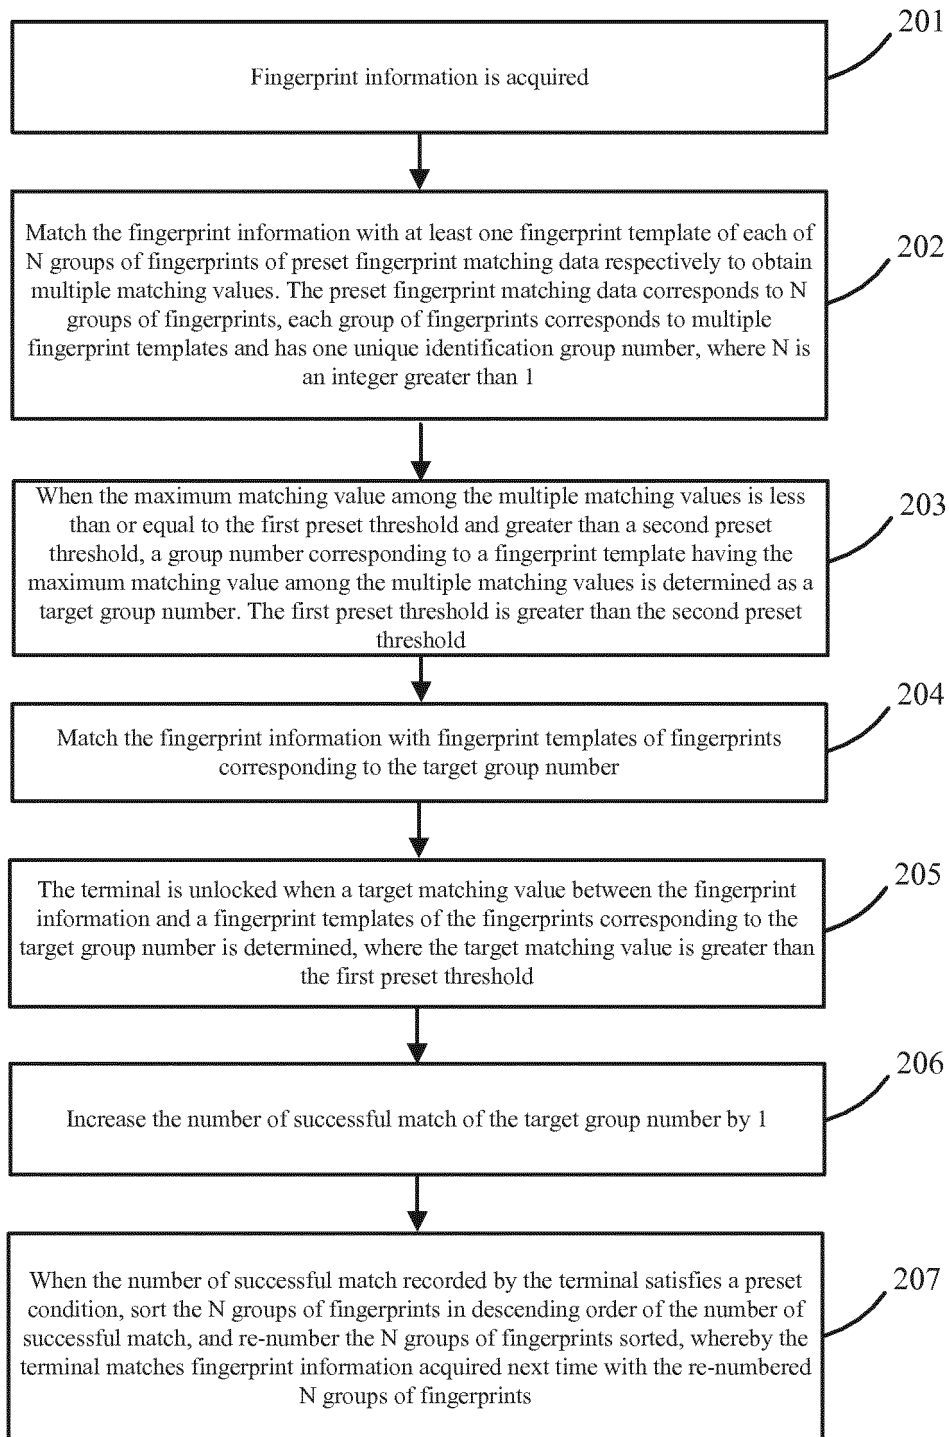 201
Fingerprint information is acquired
202
Match the fingerprint information with at least one fingerprint template of each of
N groups of fingerprints of preset fingerprint matching data respectively to obtain
multiple matching values. The preset fingerprint matching data corresponds to N
groups of fingerprints, each group of fingerprints corresponds to multiple
fingerprint templates and has one unique identification group number, where N is
an integer greater than 1
203
When the maximum matching value among the multiple matching values is less
than or equal to the first preset threshold and greater than a second preset
threshold, a group number corresponding to a fingerprint template having the
maximum matching value among the multiple matching values is determined as a
target group number. The first preset threshold is greater than the second preset
threshold
204
Match the fingerprint information with fingerprint templates of fingerprints
corresponding to the target group number
205
The terminal is unlocked when a target matching value between the fingerprint
information and a fingerprint templates of the fingerprints corresponding to the
target group number is determined, where the target matching value is greater than
the first preset threshold
206
Increase the number of successful match of the target group number by 1
207
When the number of successful match recorded by the terminal satisfies a preset
condition, sort the N groups of fingerprints in descending order of the number of
successful match, and re-number the N groups of fingerprints sorted, whereby the
terminal matches fingerprint information acquired next time with the re-numbered
N groups of fingerprints